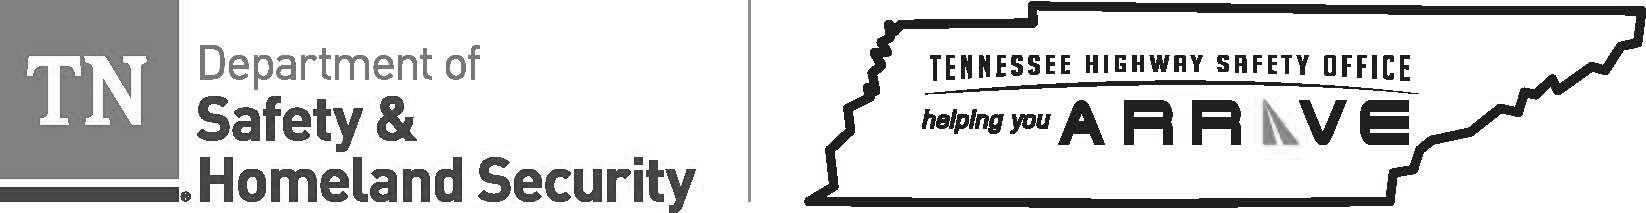 TN
Department of
Safety &
Homeland Security
TENNESSEE HIGHWAY SAFETY OFFICE
helping you ARRIVE